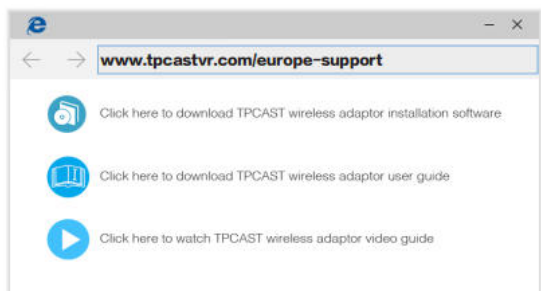 www.tpcastvr.com/europe-support
Click here to download TPCAST wireless adaptor installation software
Click here to download TPCAST wireless adaptor user guide
Click here to watch TPCAST wireless adaptor video guide